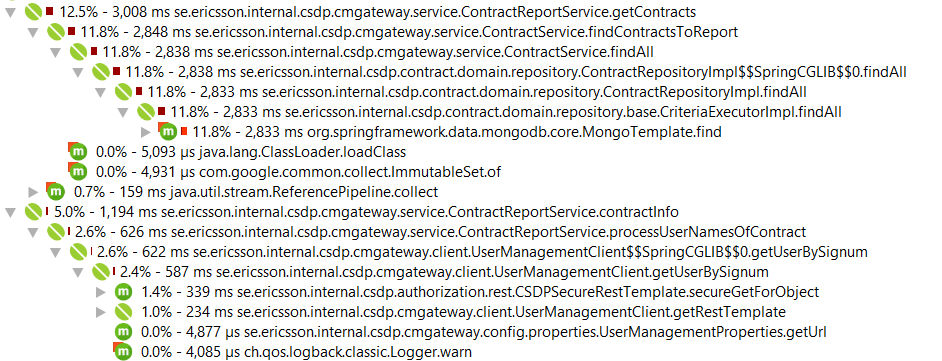 12.5% - 3,008 ms se.ericsson.internal.csdp.cmgateway.service.ContractReportService.getContracts
11.8% - 2,848 ms se.ericsson.internal.csdp.cmgateway.service.ContractService.findContractsToReport
11.8% - 2,838 ms se.ericsson.internal.csdp.cmgateway.service.ContractService.findAll
11.8% - 2,838 ms se.ericsson.internal.csdp.contract.domain.repository.ContractRepositoryImpl$$SpringCGLIB$$0.findAll
11.8% - 2,833 ms se.ericsson.internal.csdp.contract.domain.repository.ContractRepositoryImpl.findAll
11.8% - 2,833 ms se.ericsson.internal.csdp.contract.domain.repository.base.CriteriaExecutorImpl.findAll
m 11.8% - 2,833 ms org.springframework.data.mongodb.core.MongoTemplate.find
m 0.0% - 5,093 µs java.lang.ClassLoader.loadClass
m 0.0% - 4,931 µs com.google.common.collect.ImmutableSet.of
m 0.7% - 159 ms java.util.stream.ReferencePipeline.collect
5.0% - 1,194 ms se.ericsson.internal.csdp.cmgateway.service.ContractReportService.contractInfo
2.6% - 626 ms se.ericsson.internal.csdp.cmgateway.service.ContractReportService.processUserNamesOfContract
2.6% - 622 ms se.ericsson.internal.csdp.cmgateway.client.UserManagementClient$$SpringCGLIB$$0.getUserBySignum
2.4% - 587 ms se.ericsson.internal.csdp.cmgateway.client.UserManagementClient.getUserBySignum
m 1.4% - 339 ms se.ericsson.internal.csdp.authorization.rest.CSDPSecureRestTemplate.secureGetForObject
1.0% - 234 ms se.ericsson.internal.csdp.cmgateway.client.UserManagementClient.getRestTemplate
m 0.0% - 4,877 µs se.ericsson.internal.csdp.cmgateway.config.properties.UserManagementProperties.getUrl
m 0.0% - 4,085 µs ch.qos.logback.classic.Logger.warn